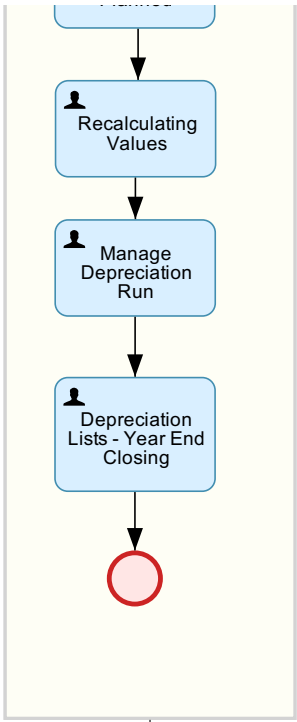 Recalculating
Values
Manage
Depreciation
Run
Depreciation
Lists - Year End
Closing